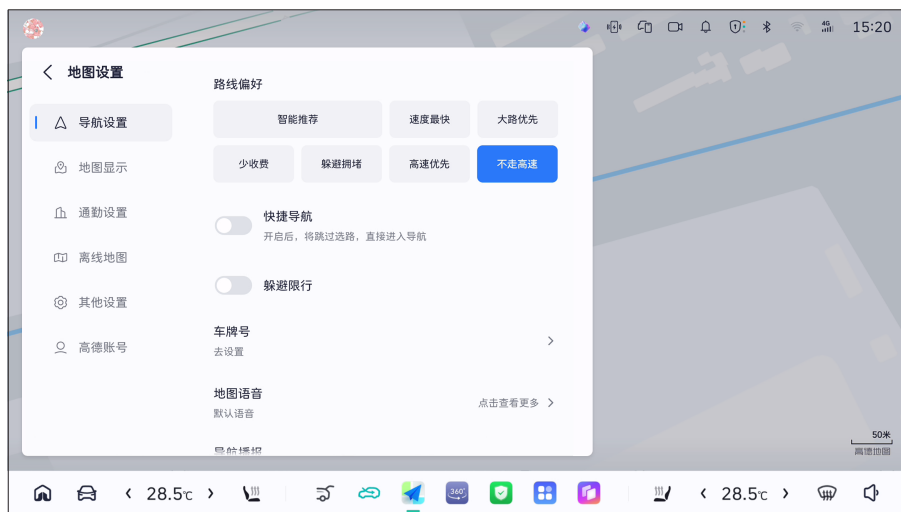 4G 15:20
地图设置
导航设置
地图显示
通勤设置
离线地图
其他设置
高德账号
路线偏好
智能推荐 速度最快 大路优先
少收费 躲避拥堵 高速优先 不走高速
快捷导航
开启后，将跳过选路，直接进入导航
躲避限行
车牌号
去设置
地图语音
默认语音
点击查看更多
导航播报
50米
高德地图
28.5℃ 360° 28.5℃